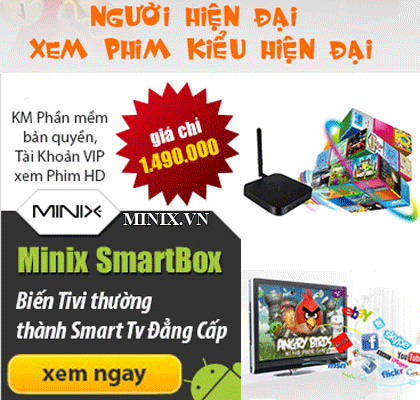 NGƯỜI HIỆN ĐẠI
XEM PHIM KIỂU HIỆN ĐẠI
KM Phần mềm
bản quyền,
Tài Khoản VIP
xem Phim HD
giá chỉ
1.490.000
MINIX
MINIX.VN
Minix SmartBox
Biến Tivi thường
thành Smart Tv Đẳng Cấp
xem ngay
ANGRY BIRDS
ebay
skype
YouTube
flickr
msn